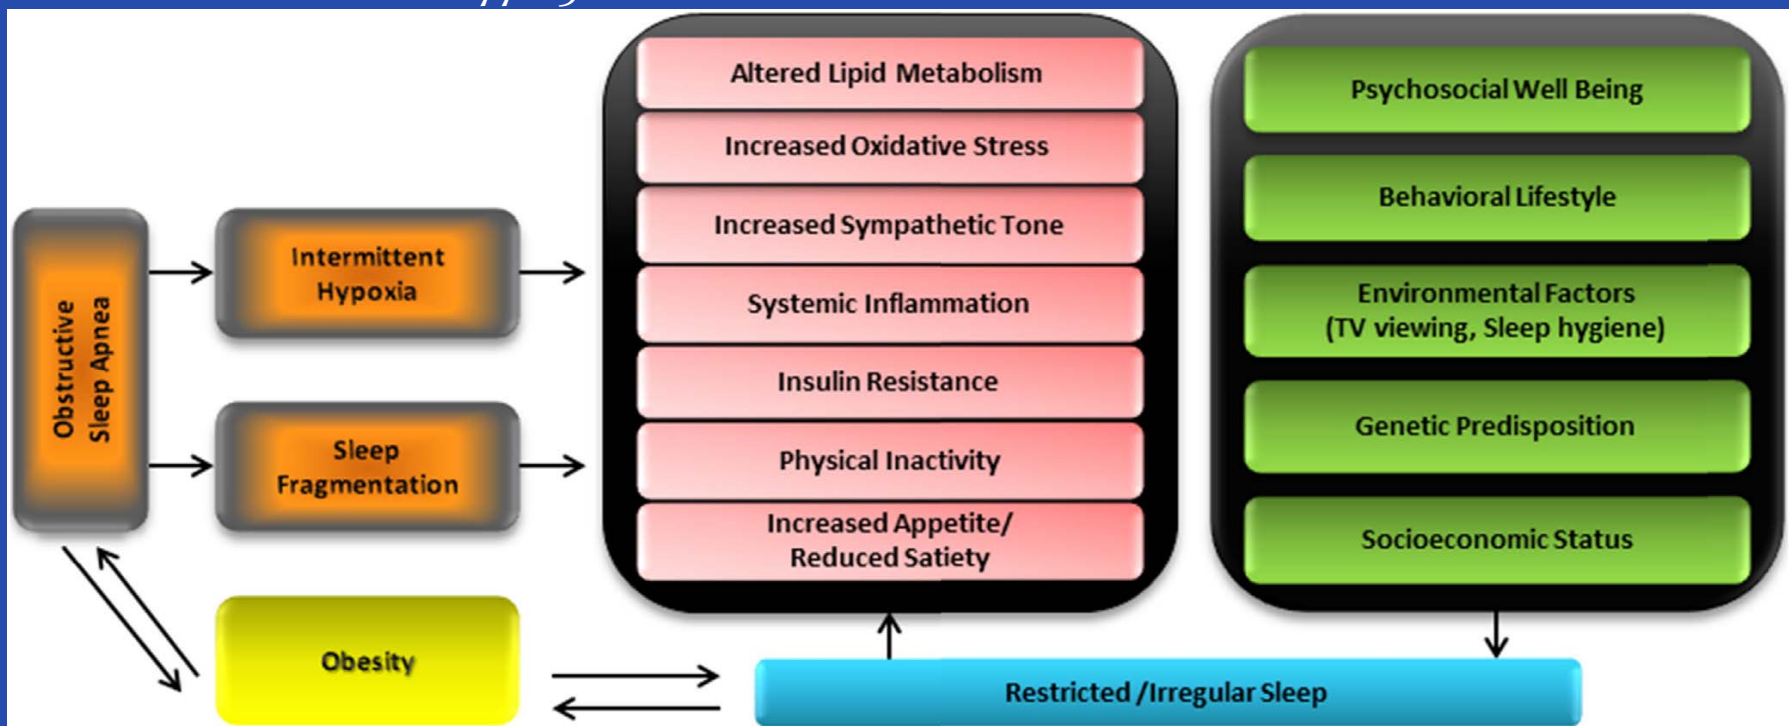 Altered Lipid Metabolism
Increased Oxidative Stress
Increased Sympathetic Tone
Systemic Inflammation
Insulin Resistance
Physical Inactivity
Increased Appetite/
Reduced Satiety
Psychosocial Well Being
Behavioral Lifestyle
Environmental Factors
(TV viewing, Sleep hygiene)
Genetic Predisposition
Socioeconomic Status
Obstructive
Sleep Apnea
Intermittent
Hypoxia
Sleep
Fragmentation
Obesity
Restricted /Irregular Sleep